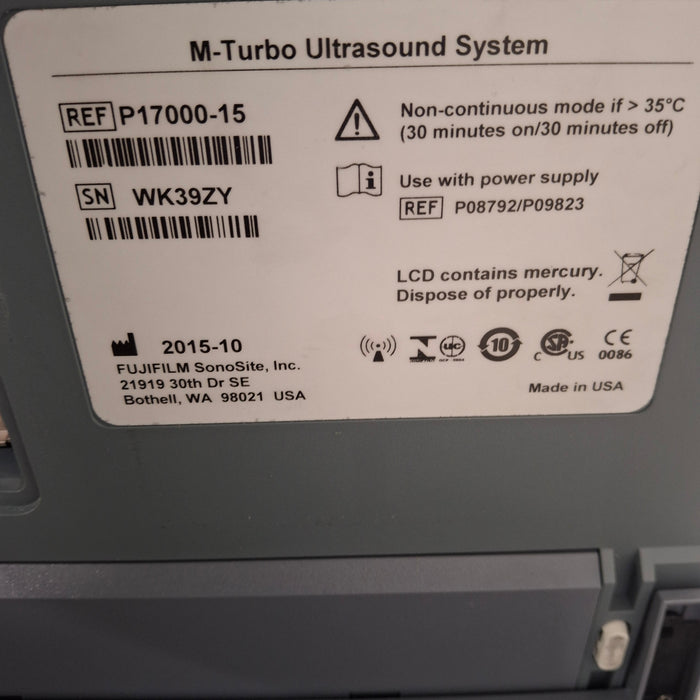 M-Turbo Ultrasound System
REF P17000-15
SN WK39ZY
Non-continuous mode if > 35°C
(30 minutes on/30 minutes off)
Use with power supply
REF P08792/P09823
LCD contains mercury.
Dispose of properly.
2015-10
FUJIFILM SonoSite, Inc.
21919 30th Dr SE
Bothell, WA 98021 USA
10
C SA US
CE
0086
Made in USA